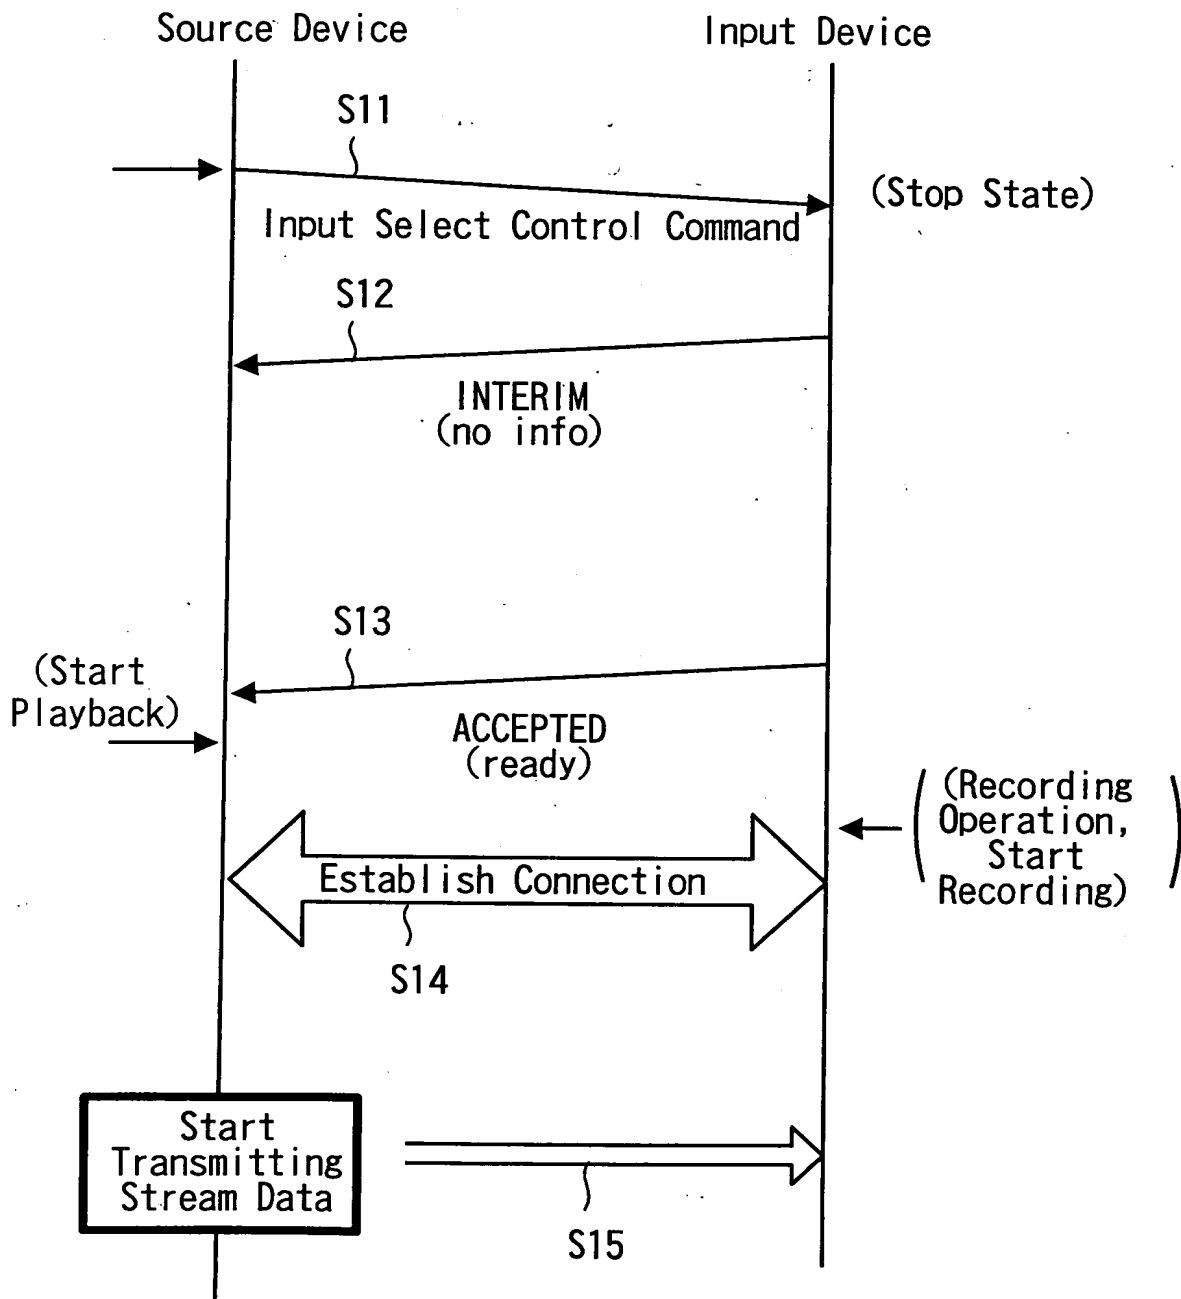 Source Device
Input Device
S11
(Stop State)
Input Select Control Command
S12
INTERIM
(no info)
S13
(Start
Playback)
ACCEPTED
(ready)
(Recording
Operation,
Start
Recording)
Establish Connection
S14
Start
Transmitting
Stream Data
S15